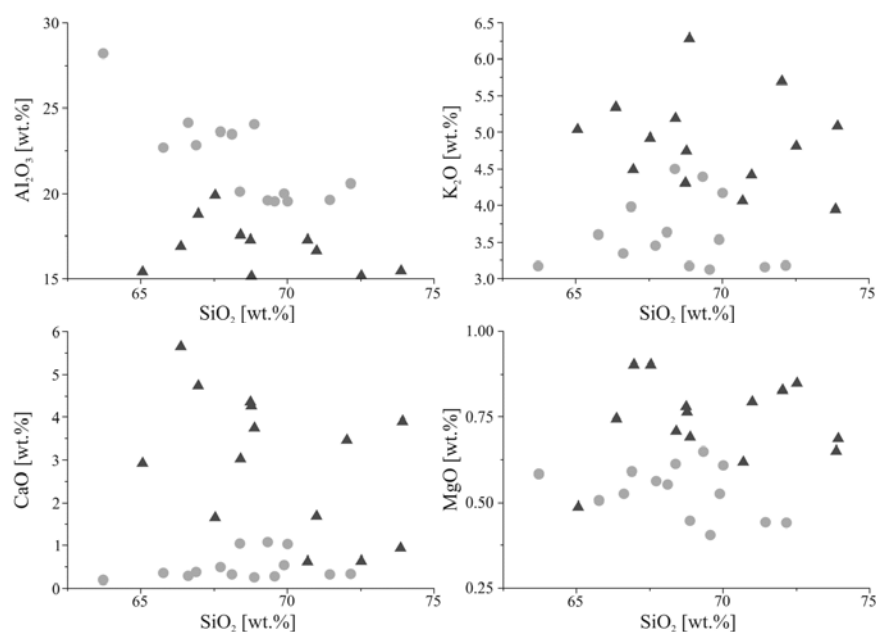 30
25
20
15
Al₂O₃ [wt.%]
65 70 75
SiO₂ [wt.%]
6.5
6.0
5.5
5.0
4.5
4.0
3.5
3.0
K₂O [wt.%]
65 70 75
SiO₂ [wt.%]
6
5
4
3
2
1
0
CaO [wt.%]
65 70 75
SiO₂ [wt.%]
1.00
0.75
0.50
0.25
MgO [wt.%]
65 70 75
SiO₂ [wt.%]